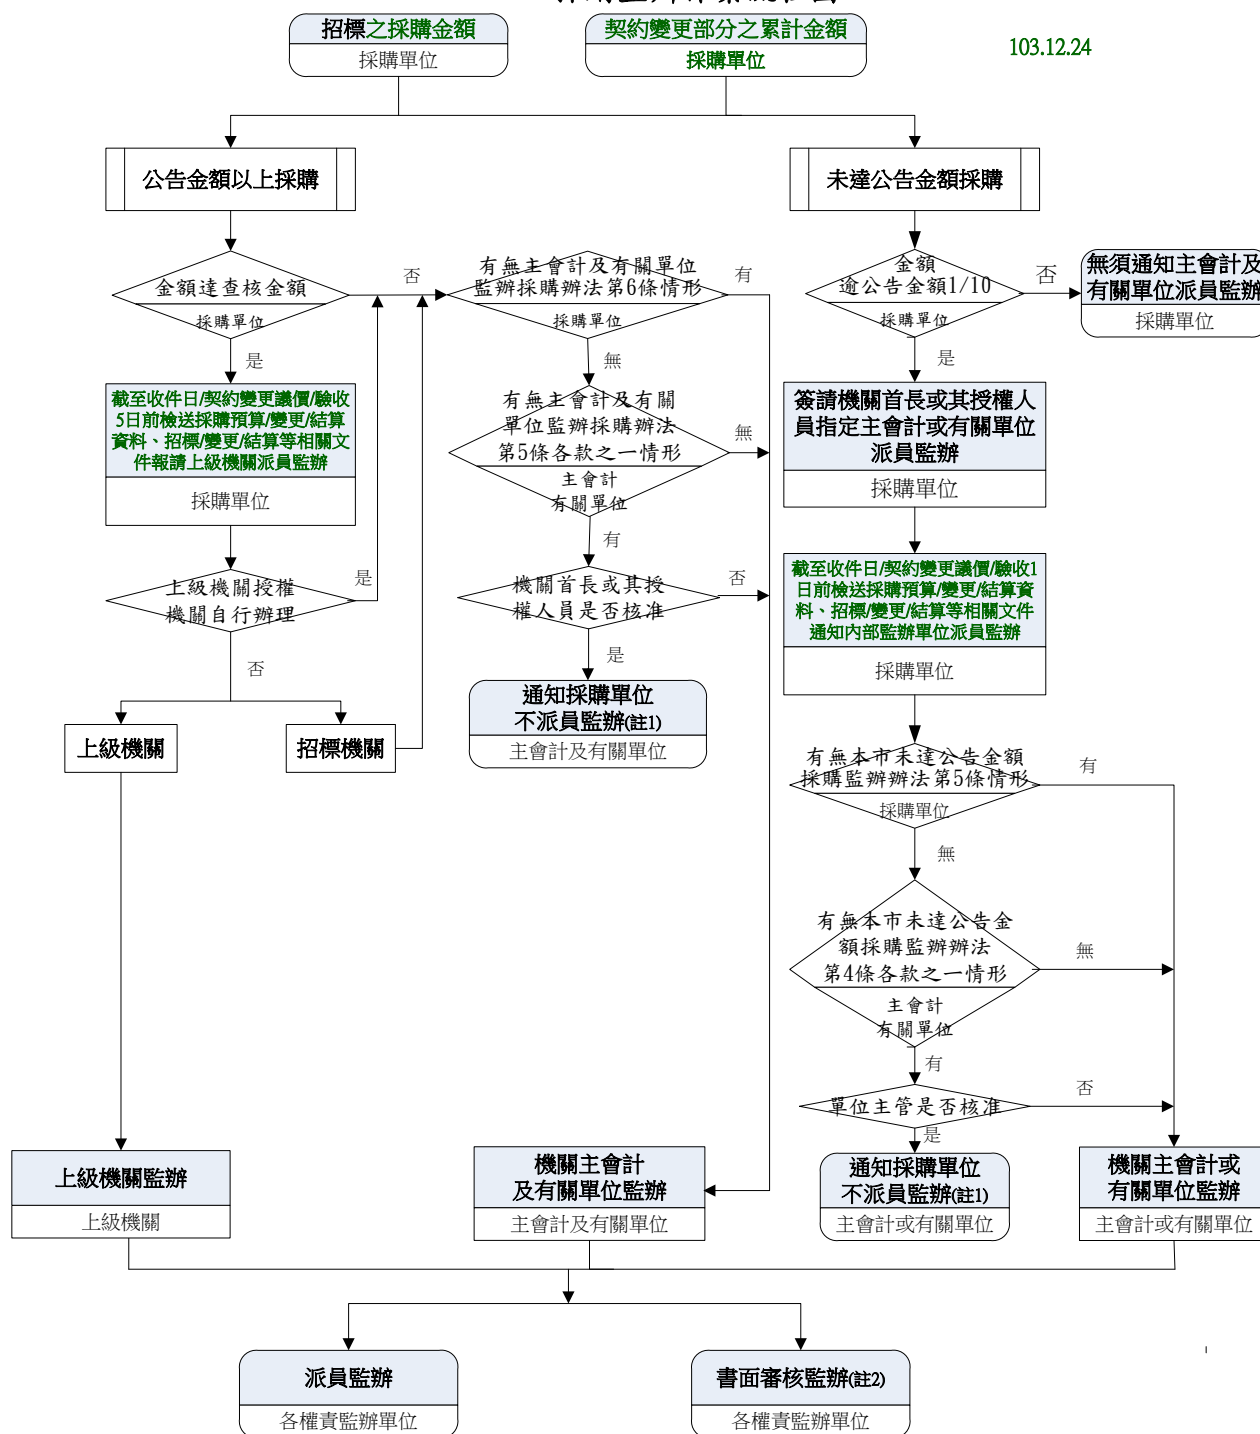 招標之採購金額
採購單位
契約變更部分之累計金額
採購單位
103.12.24
公告金額以上採購
未達公告金額採購
金額達查核金額
採購單位
否
是
有無主會計及有關單位
監辦採購辦法第6條情形
採購單位
有
無
金額
逾公告金額1/10
採購單位
否
是
無須通知主會計及
有關單位派員監辦
採購單位
截至收件日/契約變更議價/驗收
5日前檢送採購預算/變更/結算
資料、招標/變更/結算等相關文
件報請上級機關派員監辦
採購單位
有無主會計及有關
單位監辦採購辦法
第5條各款之一情形
主會計
有關單位
無
有
簽請機關首長或其授權人
員指定主會計或有關單位
派員監辦
採購單位
上級機關授權
機關自行辦理
是
否
機關首長或其授
權人員是否核准
否
是
截至收件日/契約變更議價/驗收1
日前檢送採購預算/變更/結算資
料、招標/變更/結算等相關文件
通知內部監辦單位派員監辦
採購單位
上級機關
招標機關
通知採購單位
不派員監辦(註1)
主會計及有關單位
有無本市未達公告金額
採購監辦辦法第5條情形
採購單位
有
無
有無本市未達公告金
額採購監辦辦法
第4條各款之一情形
主會計
有關單位
無
有
單位主管是否核准
否
是
上級機關監辦
上級機關
機關主會計
及有關單位監辦
主會計及有關單位
通知採購單位
不派員監辦(註1)
主會計或有關單位
機關主會計或
有關單位監辦
主會計或有關單位
派員監辦
各權責監辦單位
書面審核監辦(註2)
各權責監辦單位